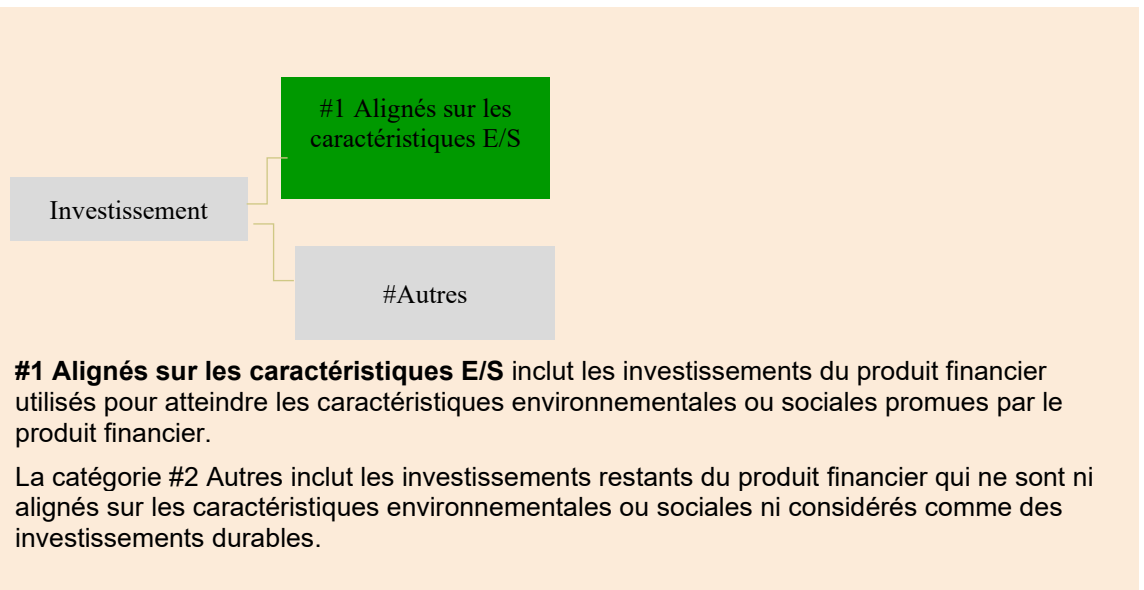 #1 Alignés sur les
caractéristiques E/S
Investissement
#Autres
#1 Alignés sur les caractéristiques E/S inclut les investissements du produit financier
utilisés pour atteindre les caractéristiques environnementales ou sociales promues par le
produit financier.
La catégorie #2 Autres inclut les investissements restants du produit financier qui ne sont ni
alignés sur les caractéristiques environnementales ou sociales ni considérés comme des
investissements durables.